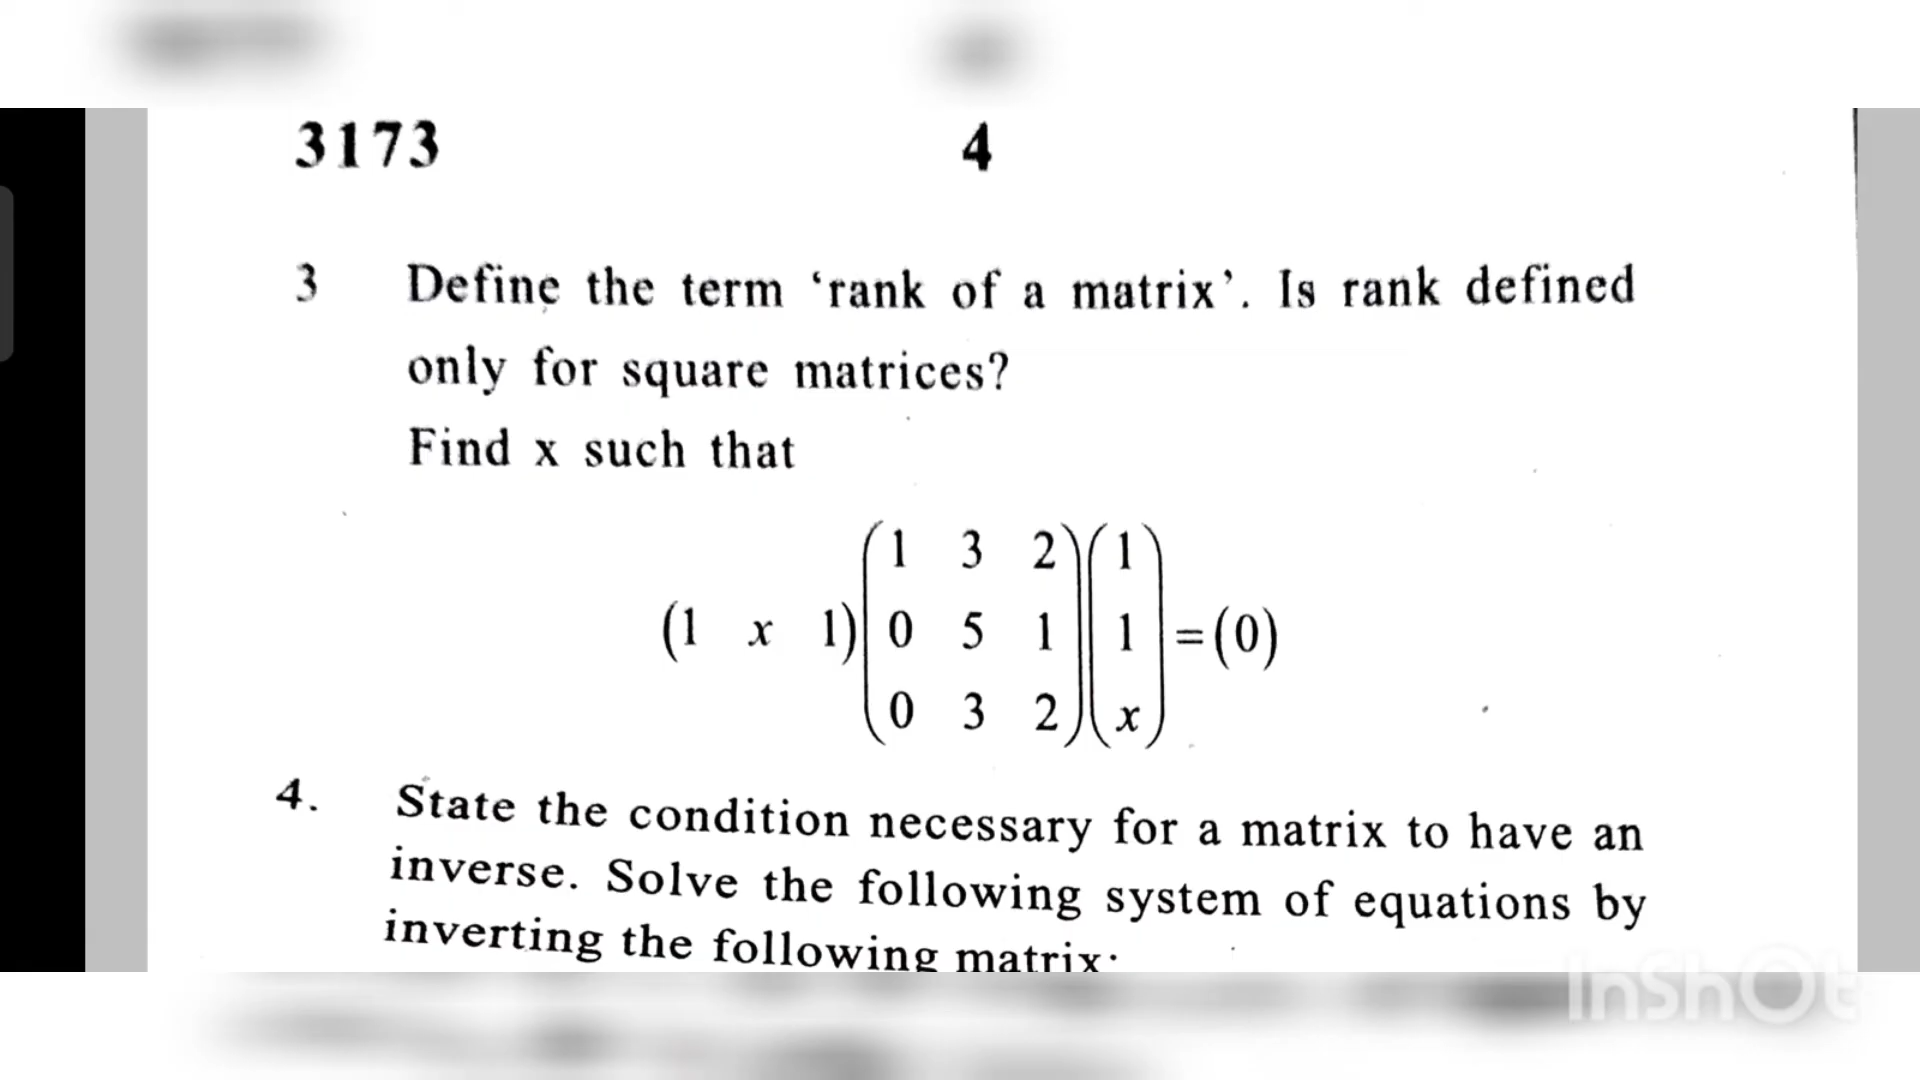 3173 4
3 Define the term ‘rank of a matrix’. Is rank defined
only for square matrices?
Find x such that
(1 x 1) (1 3 2 0 5 1 0 3 2) (1 1 x) = (0)
4. State the condition necessary for a matrix to have an
inverse. Solve the following system of equations by
inverting the following matrix:
InShOt